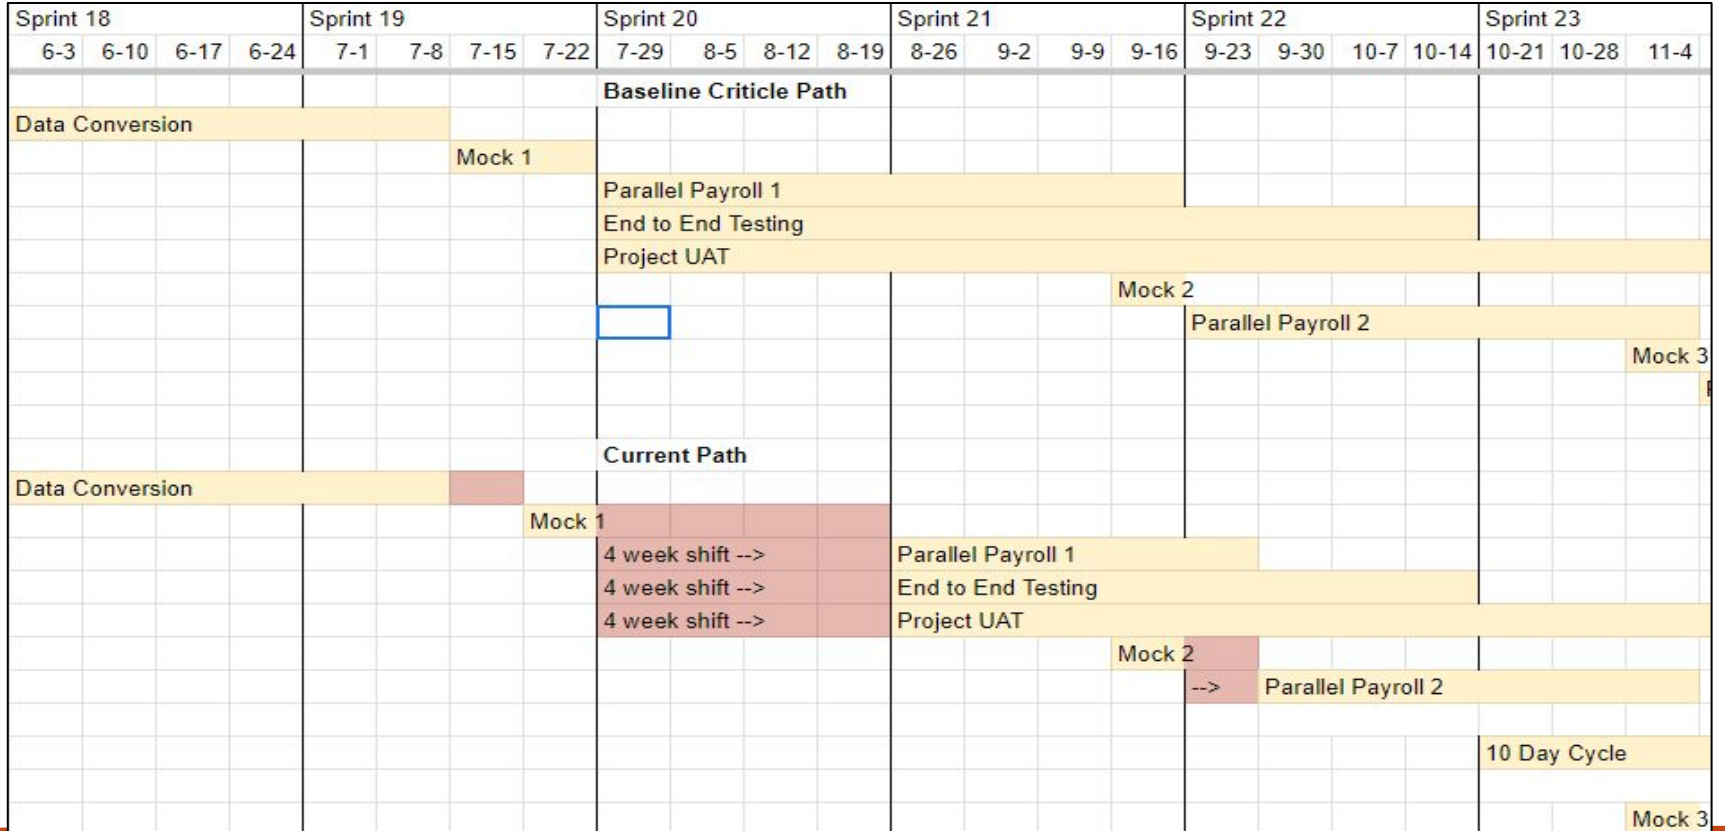 Sprint 18 Sprint 19 Sprint 20 Sprint 21 Sprint 22 Sprint 23
6-3 6-10 6-17 6-24 7-1 7-8 7-15 7-22 7-29 8-5 8-12 8-19 8-26 9-2 9-9 9-16 9-23 9-30 10-7 10-14 10-21 10-28 11-4
Baseline Criticle Path
Data Conversion
Mock 1
Parallel Payroll 1
End to End Testing
Project UAT
Mock 2
Parallel Payroll 2
Mock 3
Current Path
Data Conversion
Mock 1
4 week shift --> Parallel Payroll 1
4 week shift --> End to End Testing
4 week shift --> Project UAT
Mock 2
--> Parallel Payroll 2
10 Day Cycle
Mock 3